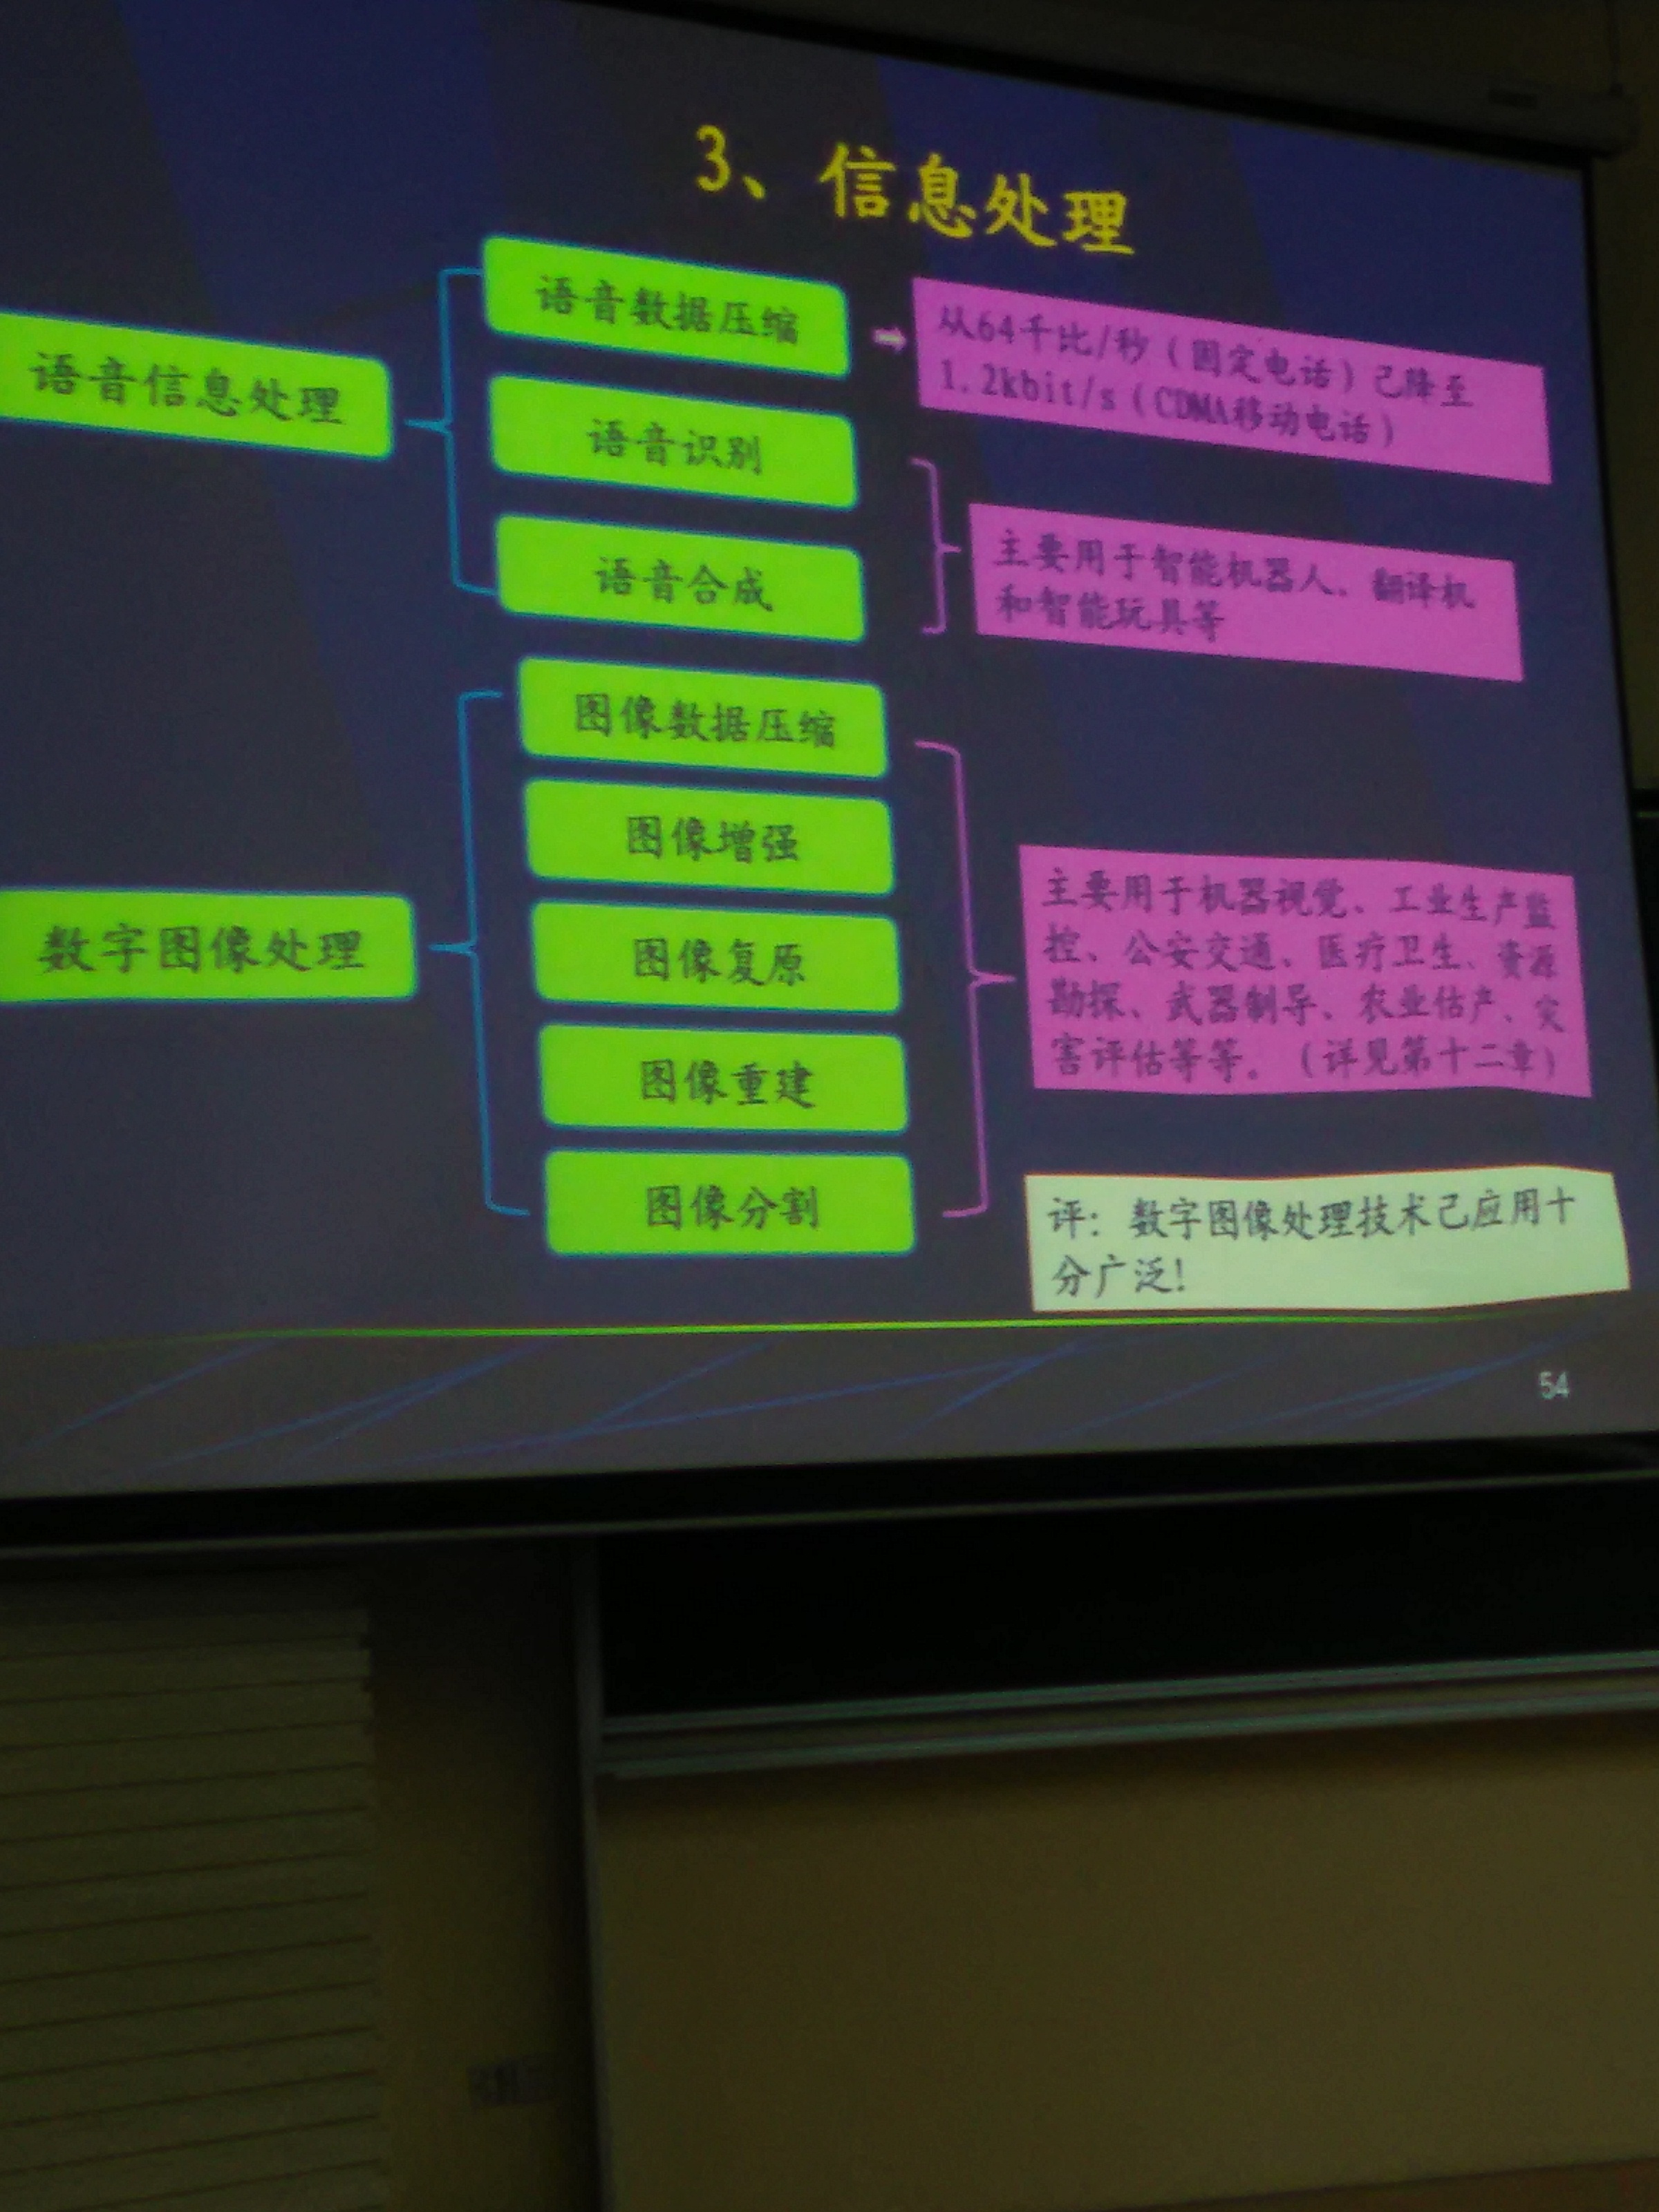 3、信息处理
语音信息处理
语音数据压缩
从64千比/秒（固定电话）已降至
1.2kbit/s（CDMA移动电话）
语音识别
语音合成
主要用于智能机器人、翻译机
和智能玩具等
数字图像处理
图像数据压缩
图像增强
图像复原
图像重建
图像分割
主要用于机器视觉、工业生产监
控、公安交通、医疗卫生、资源
勘探、武器制导、农业估产、灾
害评估等等。（详见第十二章）
评：数字图像处理技术已应用十
分广泛！
54